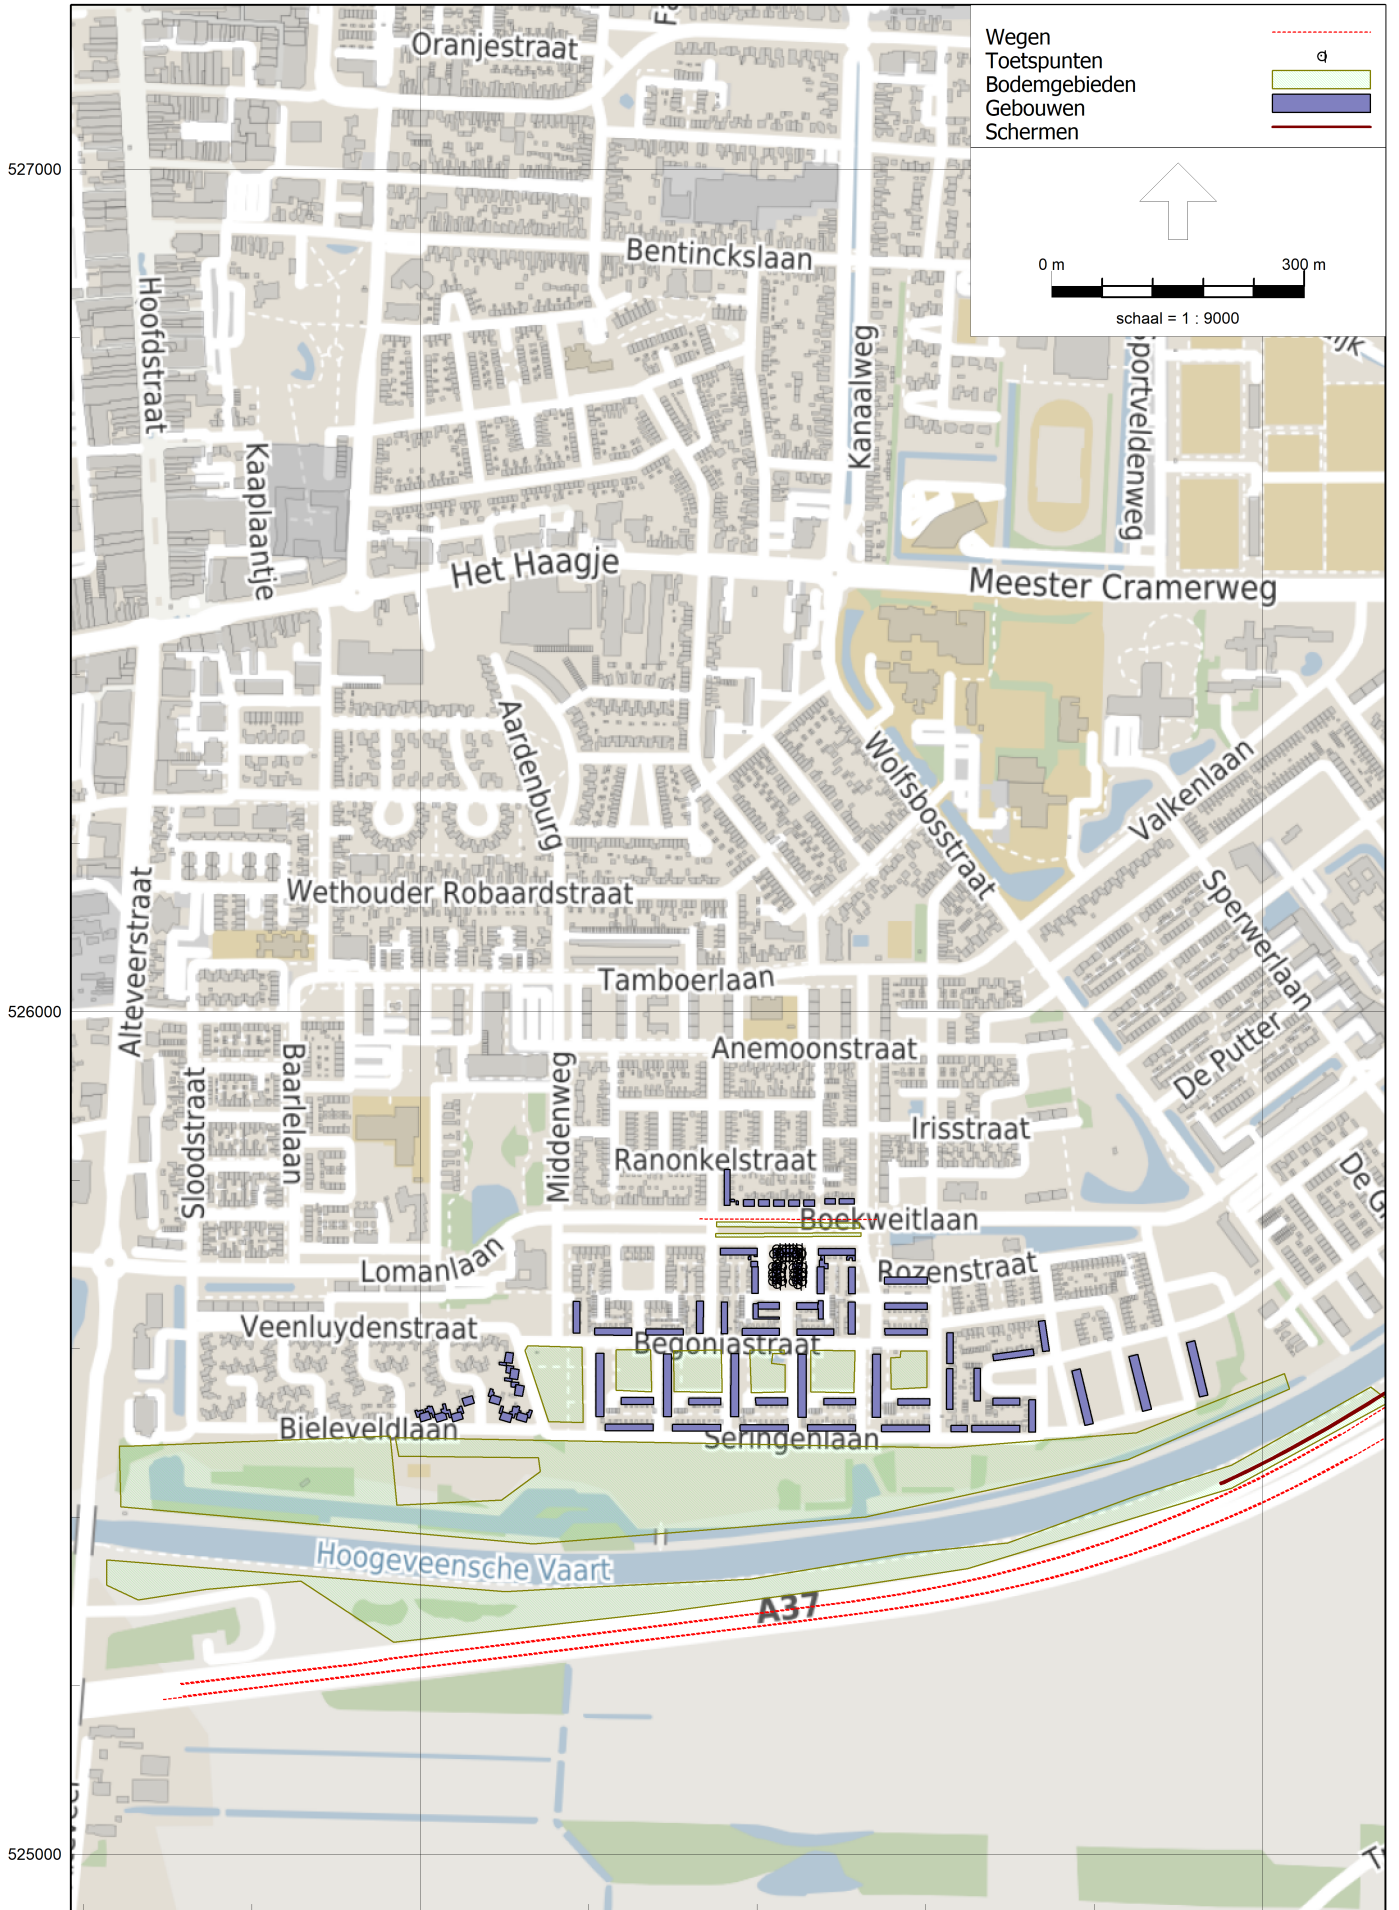 Oranjestraat
Wegen
Toetspunten
Bodemgebieden
Gebouwen
Schermen
527000
Bentinckslaan
0 m
300 m
schaal = 1 : 9000
Hoofdstraat
Kanaalweg
Sportveldenweg
Kaaplaantje
Het Haagje
Meester Cramerweg
Aardenburg
Wolfsbosstraat
Valkenlaan
Wethouder Robaardstraat
Sperwerlaan
Alteveerstraat
Tamboerlaan
526000
Anemoonstraat
De Putter
Baarlelaan
Sloodstraat
Middenweg
Irisstraat
Ranonkelstraat
Boekweitlaan
Lomanlaan
Rozenstraat
Veenluydenstraat
Begoniastraat
Bieleveldlaan
Seringenlaan
Hoogeveensche Vaart
A37
525000